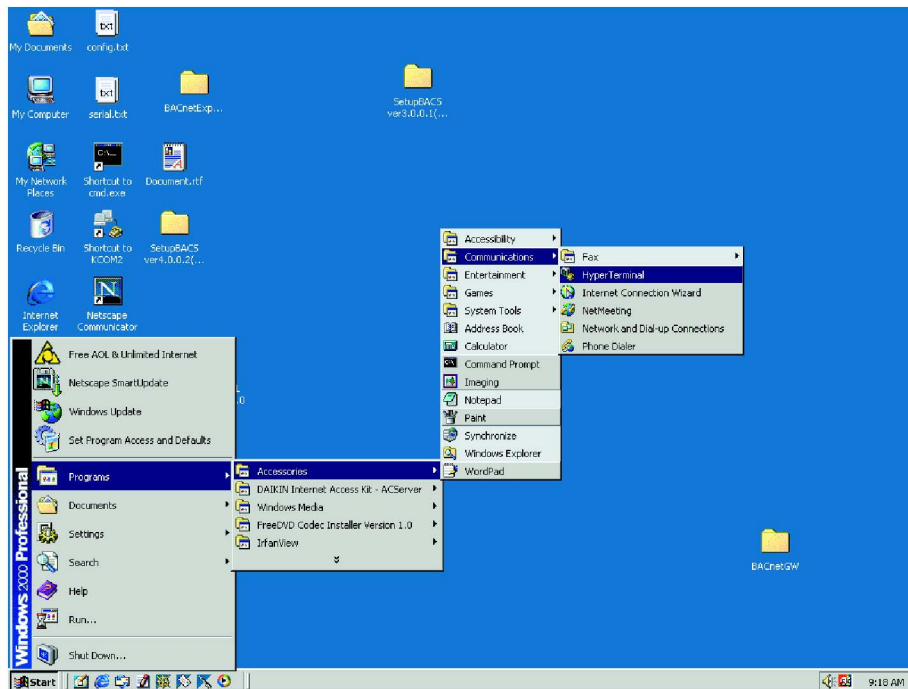 My Documents
config.txt
My Computer
serial.txt
BACnetExp...
SetupBACS
ver3.0.0.1(...
My Network
Places
Shortcut to
cmd.exe
Document.rtf
Recycle Bin
Shortcut to
KCOM2
SetupBACS
ver4.0.0.2(...
Internet
Explorer
Netscape
Communicator
Free AOL & Unlimited Internet
Netscape SmartUpdate
Windows Update
Set Program Access and Defaults
Programs
Documents
Settings
Search
Help
Run...
Shut Down...
Windows 2000 Professional
Accessories
DAIKIN Internet Access Kit - ACServer
Windows Media
FreeDVD Codec Installer Version 1.0
IrfanView
Accessibility
Communications
Entertainment
Games
System Tools
Address Book
Calculator
Command Prompt
Imaging
Notepad
Paint
Synchronize
Windows Explorer
WordPad
Fax
HyperTerminal
Internet Connection Wizard
NetMeeting
Network and Dial-up Connections
Phone Dialer
BACnetGW
Start
9:18 AM